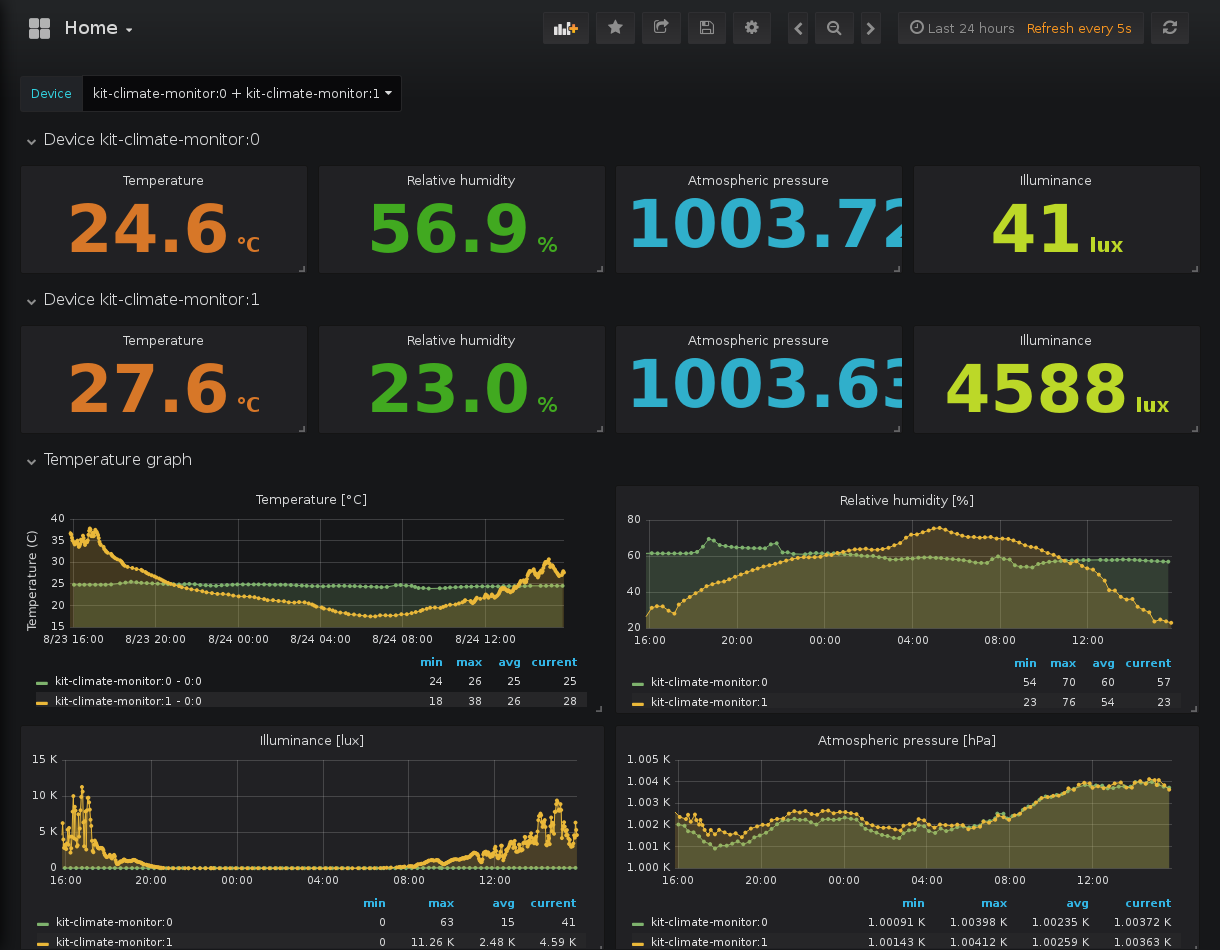 Home
Last 24 hours Refresh every 5s
Device kit-climate-monitor:0 + kit-climate-monitor:1
Device kit-climate-monitor:0
Temperature Relative humidity Atmospheric pressure Illuminance
24.6 °C 56.9 % 1003.72 41 lux
Device kit-climate-monitor:1
Temperature Relative humidity Atmospheric pressure Illuminance
27.6 °C 23.0 % 1003.63 4588 lux
Temperature graph
Temperature [°C]
Temperature (C)
40
35
30
25
20
15
8/23 16:00 8/23 20:00 8/24 00:00 8/24 04:00 8/24 08:00 8/24 12:00
min max avg current
kit-climate-monitor:0 - 0:0 24 26 25 25
kit-climate-monitor:1 - 0:0 18 38 26 28
Relative humidity [%]
80
60
40
20
16:00 20:00 00:00 04:00 08:00 12:00
min max avg current
kit-climate-monitor:0 54 70 60 57
kit-climate-monitor:1 23 76 54 23
Illuminance [lux]
15 K
10 K
5 K
0
16:00 20:00 00:00 04:00 08:00 12:00
min max avg current
kit-climate-monitor:0 0 63 15 41
kit-climate-monitor:1 0 11.26 K 2.48 K 4.59 K
Atmospheric pressure [hPa]
1.005 K
1.004 K
1.003 K
1.002 K
1.001 K
1.000 K
16:00 20:00 00:00 04:00 08:00 12:00
min max avg current
kit-climate-monitor:0 1.00091 K 1.00398 K 1.00235 K 1.00372 K
kit-climate-monitor:1 1.00143 K 1.00412 K 1.00259 K 1.00363 K